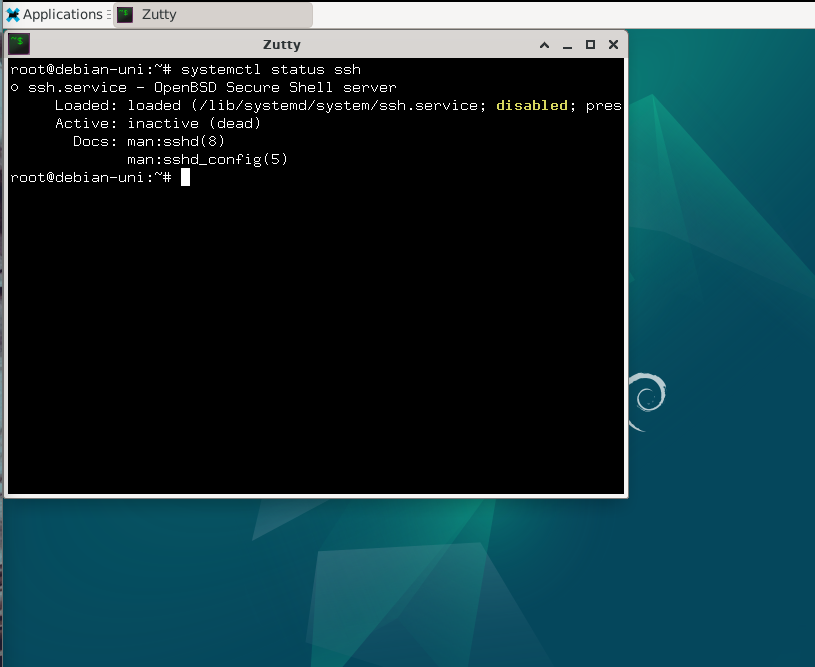 Applications
Zutty
Zutty
root@debian-uni:~# systemctl status ssh
○ ssh.service - OpenBSD Secure Shell server
     Loaded: loaded (/lib/systemd/system/ssh.service; disabled; pres
     Active: inactive (dead)
       Docs: man:sshd(8)
             man:sshd_config(5)
root@debian-uni:~#